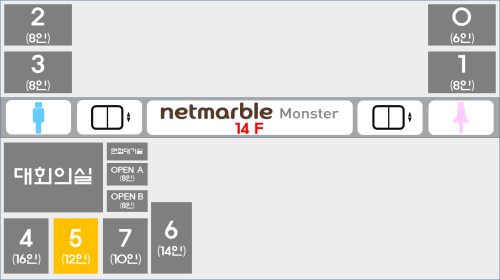 2
(8인)
0
(6인)
3
(8인)
1
(8인)
netmarble Monster
14 F
대회의실
면접대기실
OPEN A
(8인)
OPEN B
(8인)
4
(16인)
5
(12인)
7
(10인)
6
(14인)